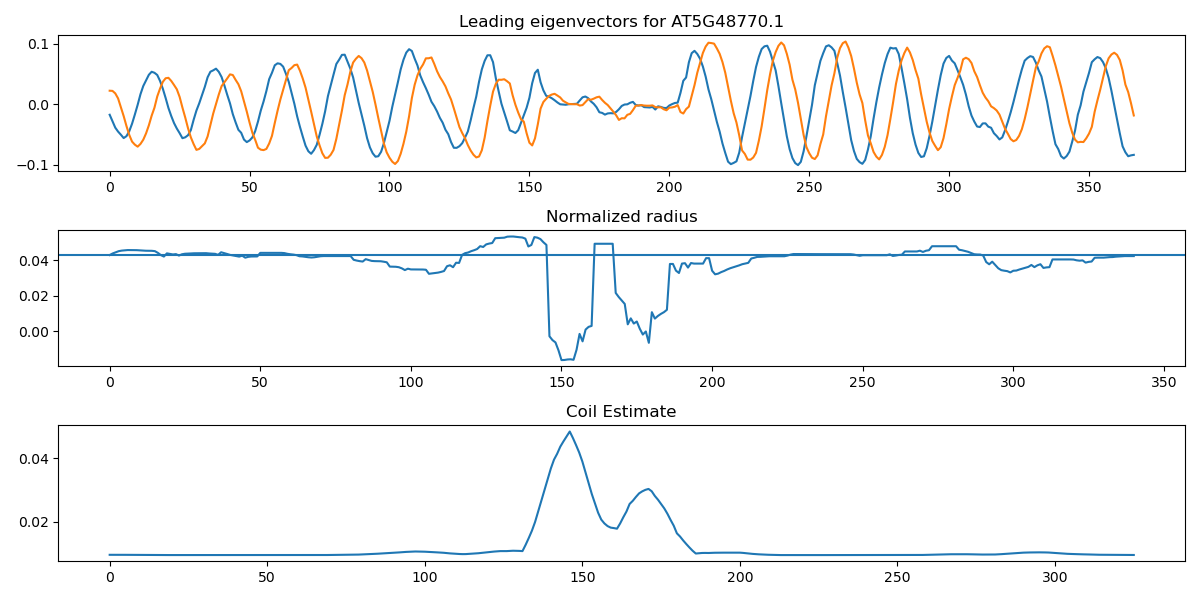 Leading eigenvectors for AT5G48770.1
0.1
0.0
−0.1
0 50 100 150 200 250 300 350
Normalized radius
0.04
0.02
0.00
0 50 100 150 200 250 300 350
Coil Estimate
0.04
0.02
0 50 100 150 200 250 300